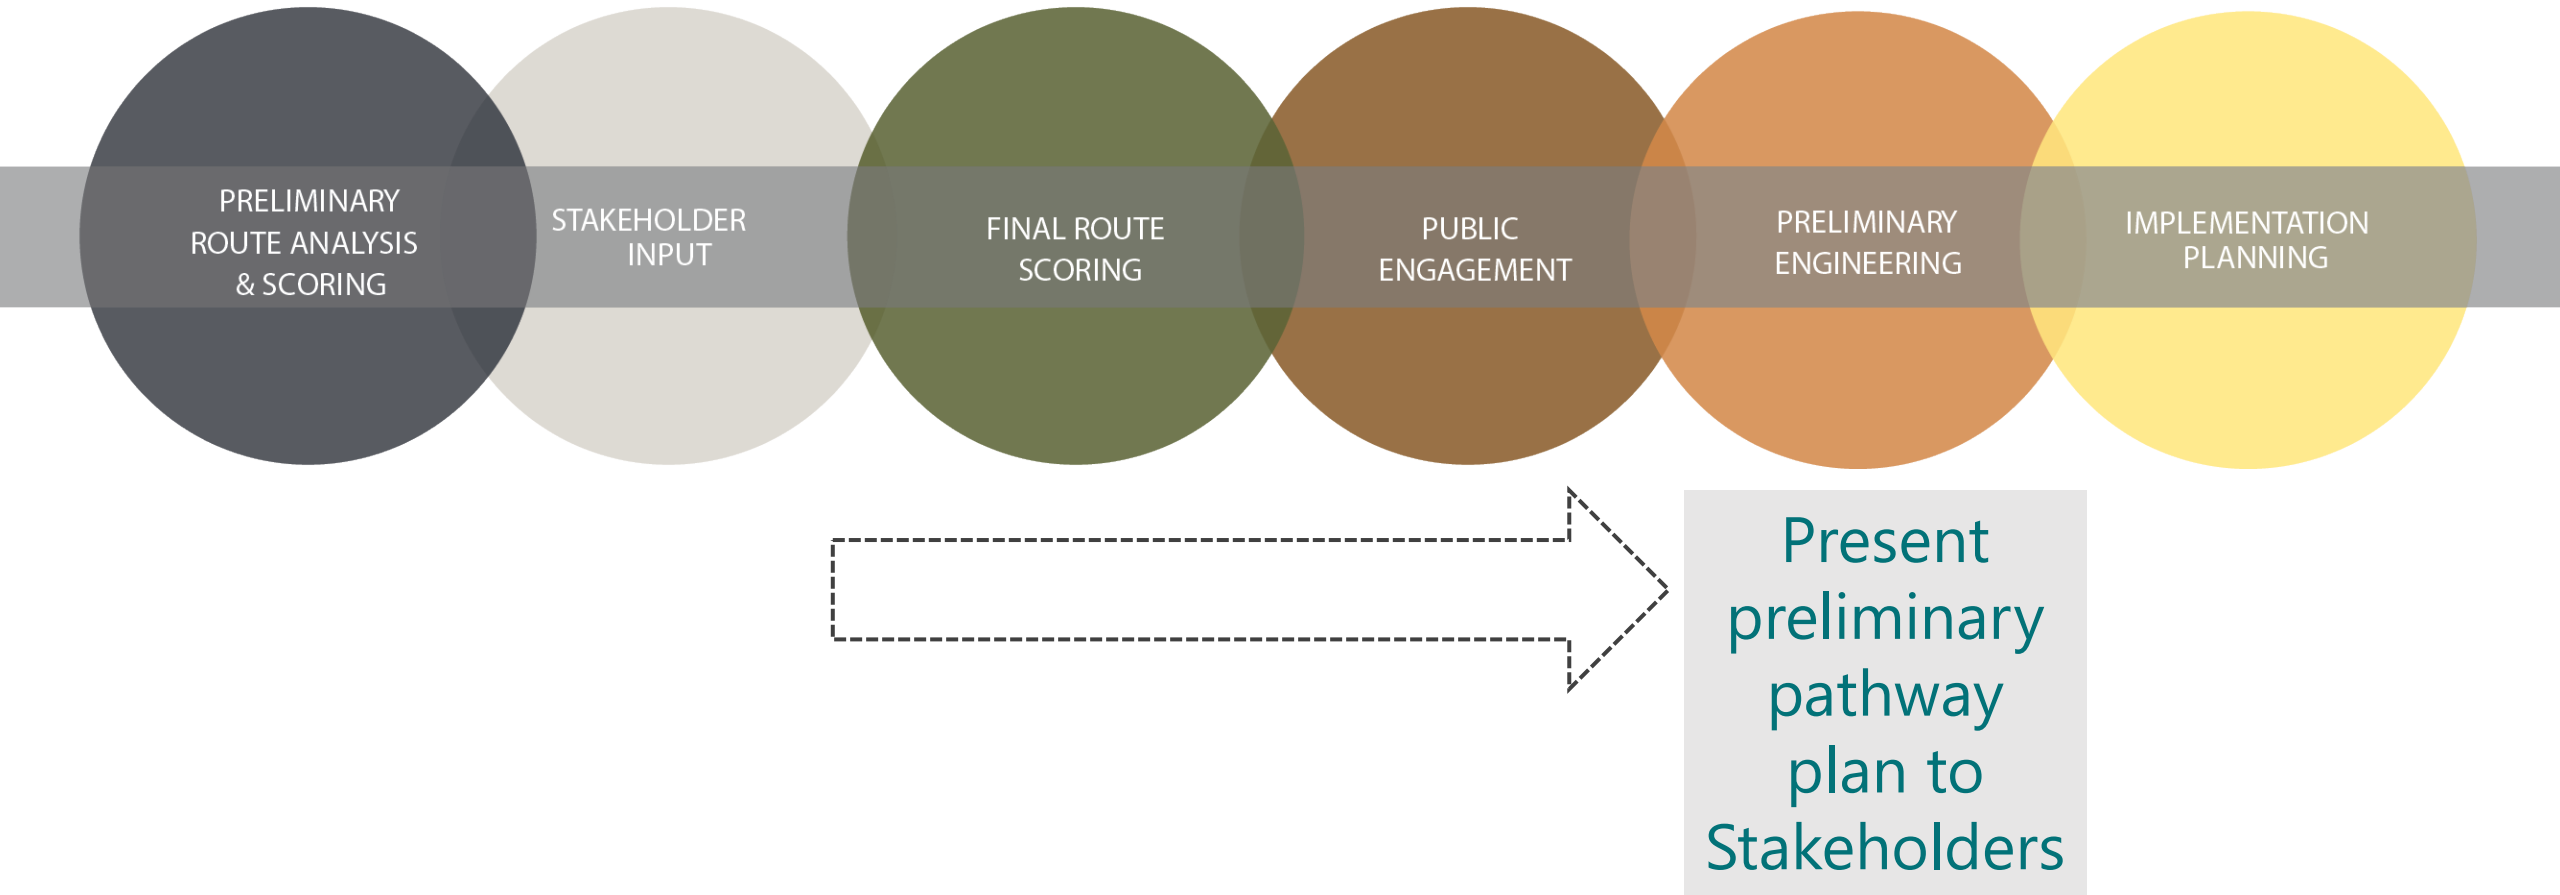 PRELIMINARY
ROUTE ANALYSIS
& SCORING
STAKEHOLDER
INPUT
FINAL ROUTE
SCORING
PUBLIC
ENGAGEMENT
PRELIMINARY
ENGINEERING
IMPLEMENTATION
PLANNING
Present
preliminary
pathway
plan to
Stakeholders